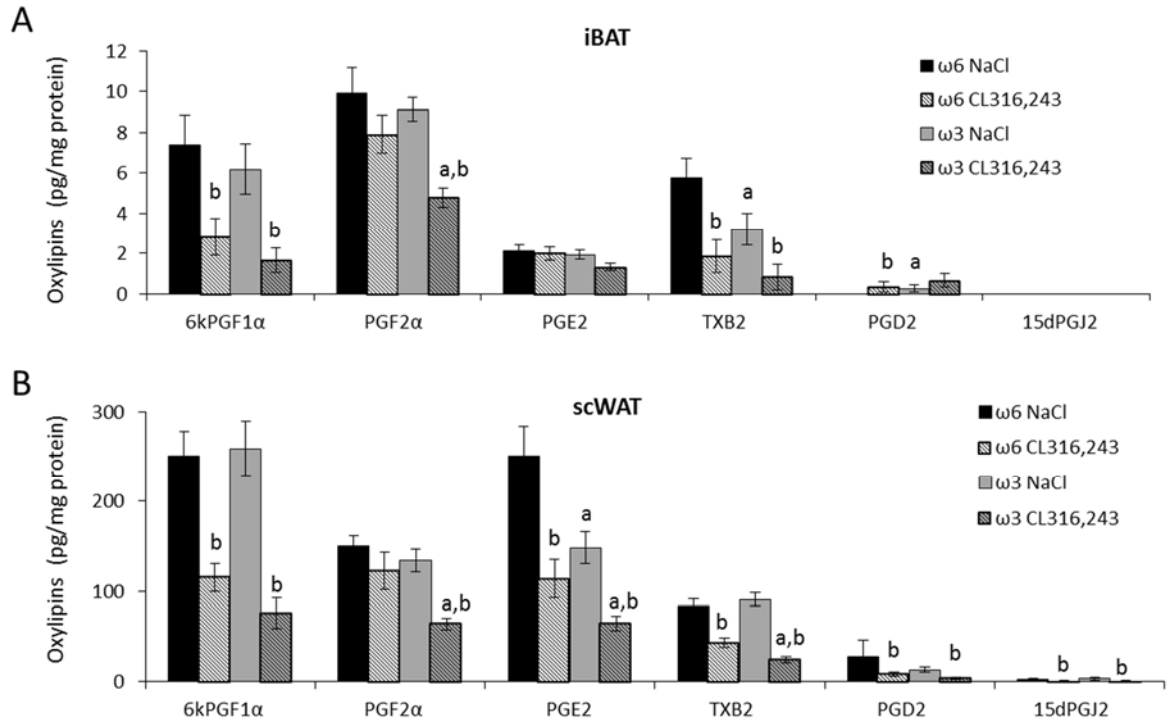 A
iBAT
Oxylipins (pg/mg protein)
12
10
8
6
4
2
0
ω6 NaCl
ω6 CL316,243
ω3 NaCl
ω3 CL316,243
b
b
a,b
b
a
b
b
a
6kPGF1α
PGF2α
PGE2
TXB2
PGD2
15dPGJ2
B
scWAT
Oxylipins (pg/mg protein)
300
200
100
0
ω6 NaCl
ω6 CL316,243
ω3 NaCl
ω3 CL316,243
b
b
a,b
b
a
a,b
b
a,b
b
b
b
b
6kPGF1α
PGF2α
PGE2
TXB2
PGD2
15dPGJ2